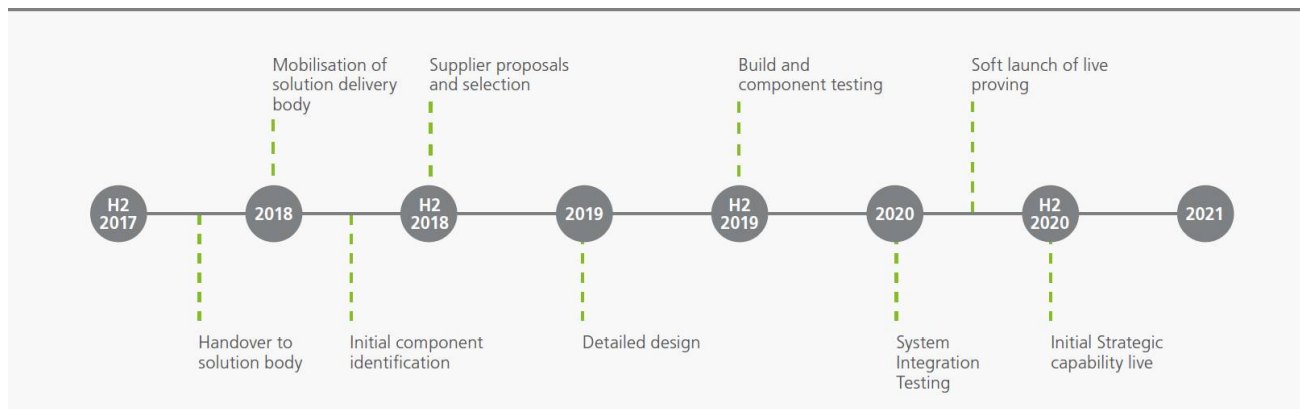 Mobilisation of
solution delivery
body
Supplier proposals
and selection
Build and
component testing
Soft launch of live
proving
H2
2017
2018
H2
2018
2019
H2
2019
2020
H2
2020
2021
Handover to
solution body
Initial component
identification
Detailed design
System
Integration
Testing
Initial Strategic
capability live